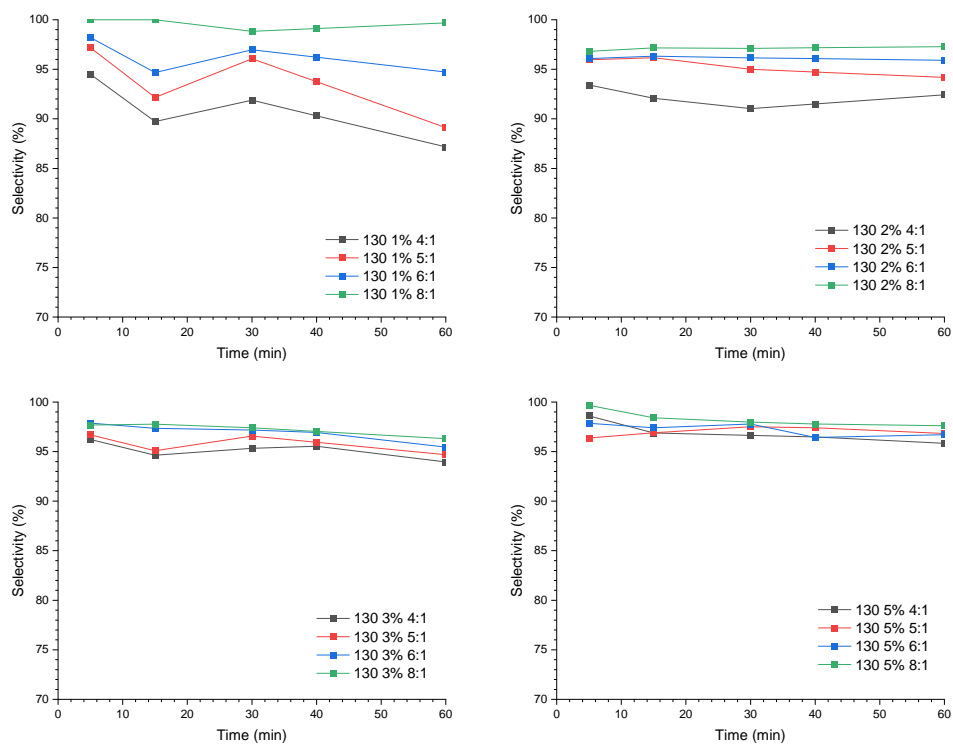 100
95
90
85
80
75
70
Selectivity (%)
130 1% 4:1
130 1% 5:1
130 1% 6:1
130 1% 8:1
0 10 20 30 40 50 60
Time (min)
100
95
90
85
80
75
70
Selectivity (%)
130 2% 4:1
130 2% 5:1
130 2% 6:1
130 2% 8:1
0 10 20 30 40 50 60
Time (min)
100
95
90
85
80
75
70
Selectivity (%)
130 3% 4:1
130 3% 5:1
130 3% 6:1
130 3% 8:1
0 10 20 30 40 50 60
Time (min)
100
95
90
85
80
75
70
Selectivity (%)
130 5% 4:1
130 5% 5:1
130 5% 6:1
130 5% 8:1
0 10 20 30 40 50 60
Time (min)